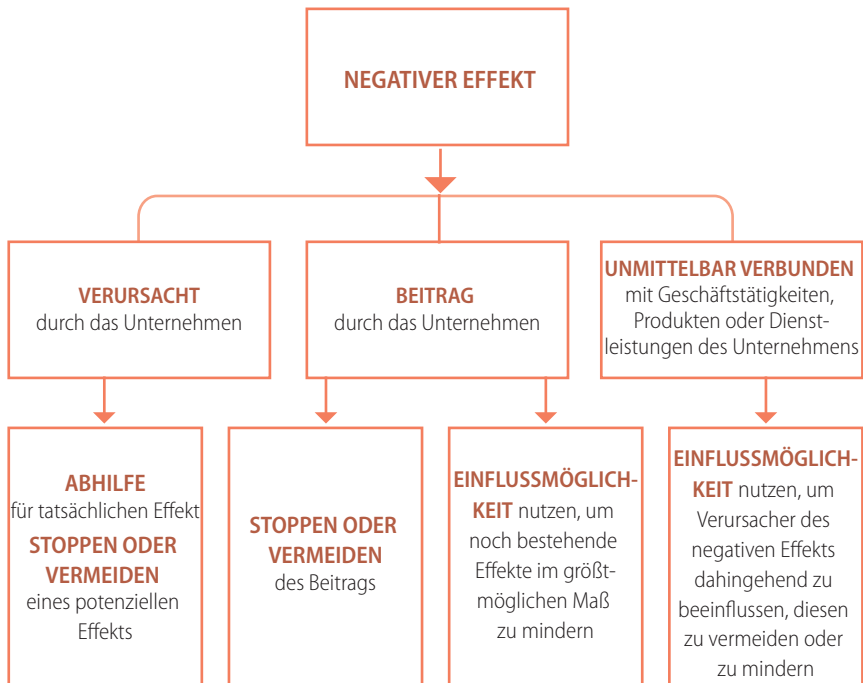 NEGATIVER EFFEKT
VERURSACHT
durch das Unternehmen
BEITRAG
durch das Unternehmen
UNMITTELBAR VERBUNDEN
mit Geschäftstätigkeiten,
Produkten oder Dienst-
leistungen des Unternehmens
ABHILFE
für tatsächlichen Effekt
STOPPEN ODER
VERMEIDEN
eines potenziellen
Effekts
STOPPEN ODER
VERMEIDEN
des Beitrags
EINFLUSSMÖGLICH-
KEIT nutzen, um
noch bestehende
Effekte im größt-
möglichen Maß
zu mindern
EINFLUSSMÖGLICH-
KEIT nutzen, um
Verursacher des
negativen Effekts
dahingehend zu
beeinflussen, diesen
zu vermeiden oder
zu mindern